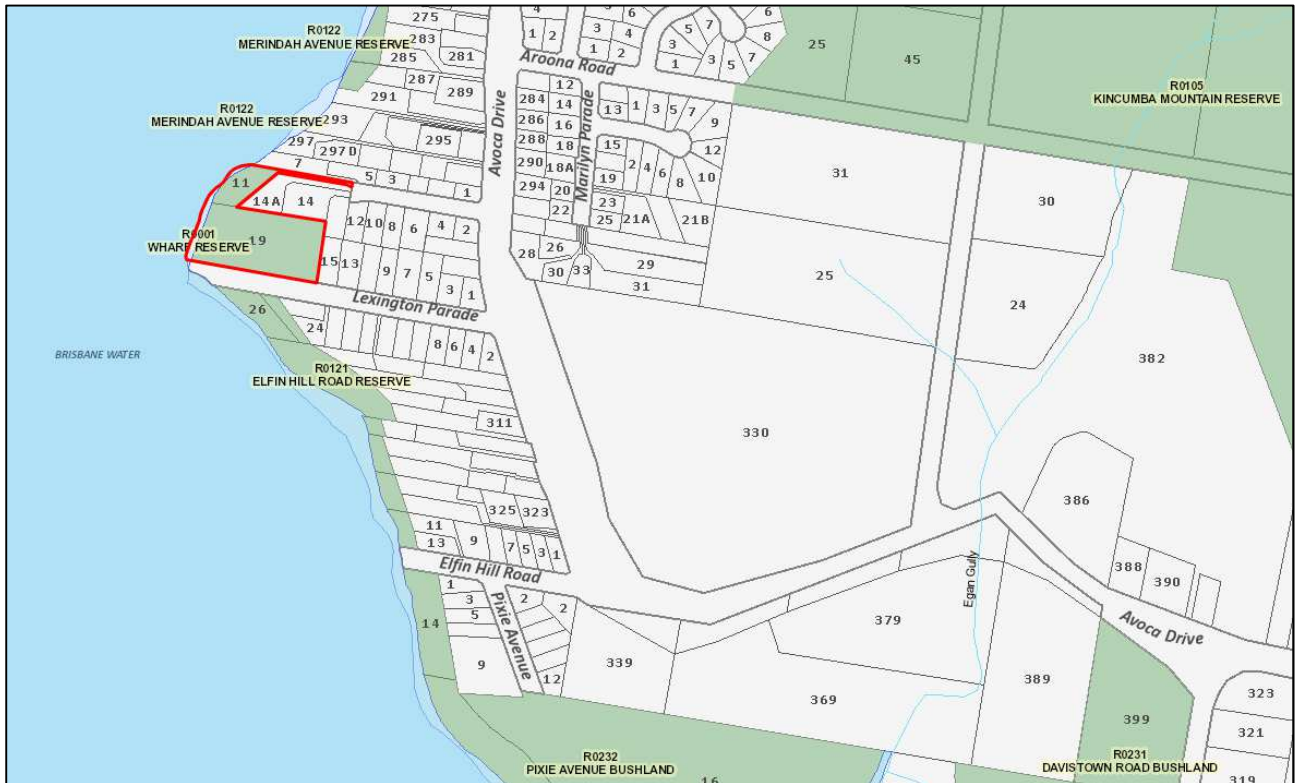 R0122
MERINDAH AVENUE RESERVE
275
283
285
281
287
289
291
4
1 2
3
6
4
1 2
5 7
3
1
3 5 7
6
8
25
45
R0105
KINCUMBA MOUNTAIN RESERVE
Aroona Road
Avoca Drive
Marilyn Parade
R0122
MERINDAH AVENUE RESERVE
293
295
297
297D
7
5 3
1
12
284 14
286
16
288
18
290
18A
294 20
22
13 1 3 5 7
9
12
15
2 4 6 8 10
19
23
25 21A 21B
31
30
11
14A 14
12 10 8 6 4 2
R0001
WHARF RESERVE
19
15 13
9 7 5
3 1
28 26
30 33
29
31
25
24
Lexington Parade
26
24
8 6 4 2
BRISBANE WATER
R0121
ELFIN HILL ROAD RESERVE
382
311
330
325 323
386
11
13
9
7 5 3 1
388
390
Elfin Hill Road
Egan Gully
1
3
5
2
2
Pixie Avenue
14
9
12
339
379
369
389
Avoca Drive
399
323
321
319
R0232
PIXIE AVENUE BUSHLAND
16
R0231
DAVISTOWN ROAD BUSHLAND